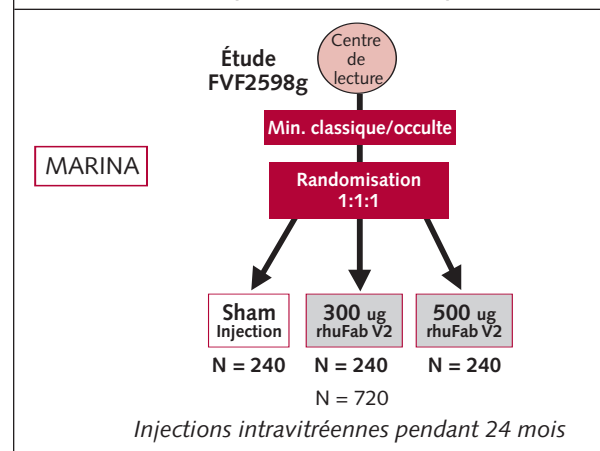 Étude
FVF2598g
Centre
de
lecture
Min. classique/occulte
MARINA
Randomisation
1:1:1
Sham
Injection
300 ug
rhuFab V2
500 ug
rhuFab V2
N = 240
N = 240
N = 240
N = 720
Injections intravitréennes pendant 24 mois